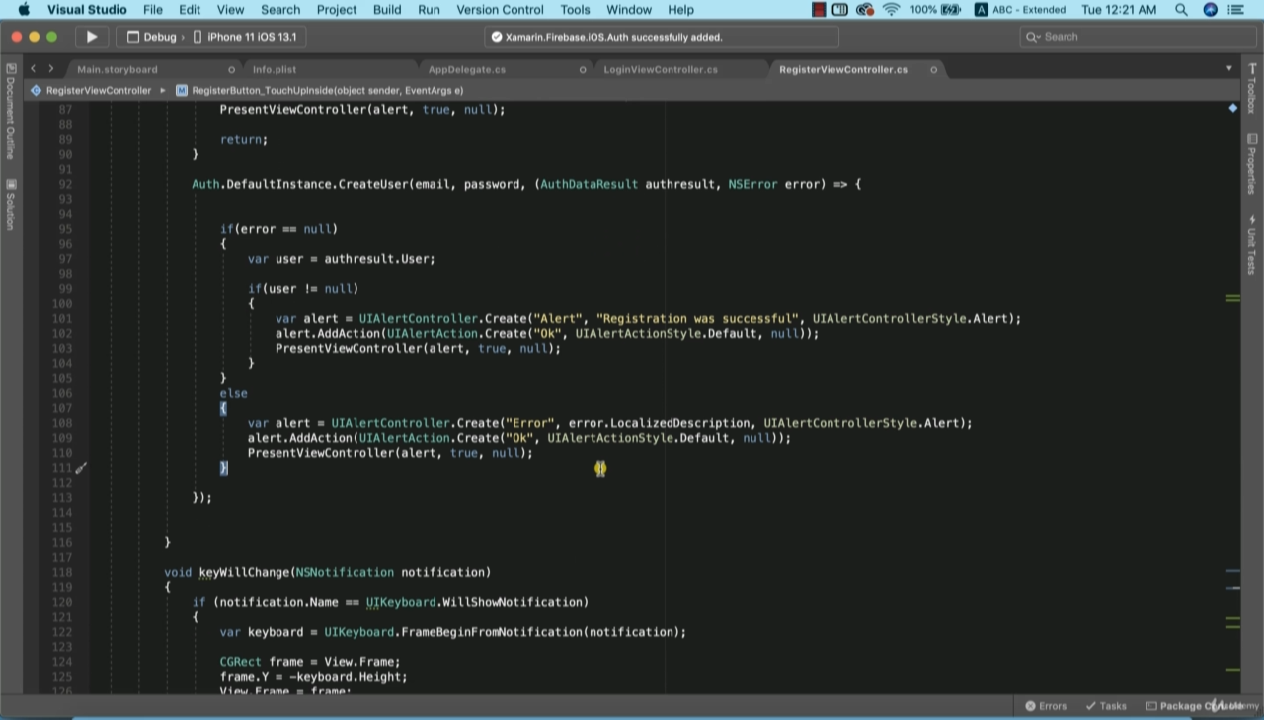 Visual Studio File Edit View Search Project Build Run Version Control Tools Window Help 100% ABC - Extended Tue 12:21 AM
Debug › iPhone 11 iOS 13.1 Xamarin.Firebase.iOS.Auth successfully added. Search
Main.storyboard Info.plist AppDelegate.cs LoginViewController.cs RegisterViewController.cs
RegisterViewController RegisterButton_TouchUpInside(object sender, EventArgs e)
Document Outline
Solution
Toolbox
Properties
Unit Tests
87 PresentViewController(alert, true, null);
88
89 return;
90 }
91
92 Auth.DefaultInstance.CreateUser(email, password, (AuthDataResult authresult, NSError error) => {
93
94
95 if(error == null)
96 {
97 var user = authresult.User;
98
99 if(user != null)
100 {
101 var alert = UIAlertController.Create("Alert", "Registration was successful", UIAlertControllerStyle.Alert);
102 alert.AddAction(UIAlertAction.Create("Ok", UIAlertActionStyle.Default, null));
103 PresentViewController(alert, true, null);
104 }
105 }
106 else
107 {
108 var alert = UIAlertController.Create("Error", error.LocalizedDescription, UIAlertControllerStyle.Alert);
109 alert.AddAction(UIAlertAction.Create("Ok", UIAlertActionStyle.Default, null));
110 PresentViewController(alert, true, null);
111 }
112
113 });
114
115
116 }
117
118 void keyWillChange(NSNotification notification)
119 {
120 if (notification.Name == UIKeyboard.WillShowNotification)
121 {
122 var keyboard = UIKeyboard.FrameBeginFromNotification(notification);
123
124 CGRect frame = View.Frame;
125 frame.Y = -keyboard.Height;
126 View.Frame = frame;
Errors Tasks Package